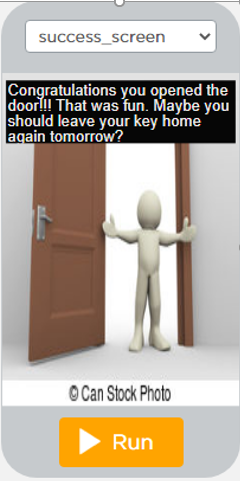 success_screen
Congratulations you opened the
door!!! That was fun. Maybe you
should leave your key home
again tomorrow?
© Can Stock Photo
Run